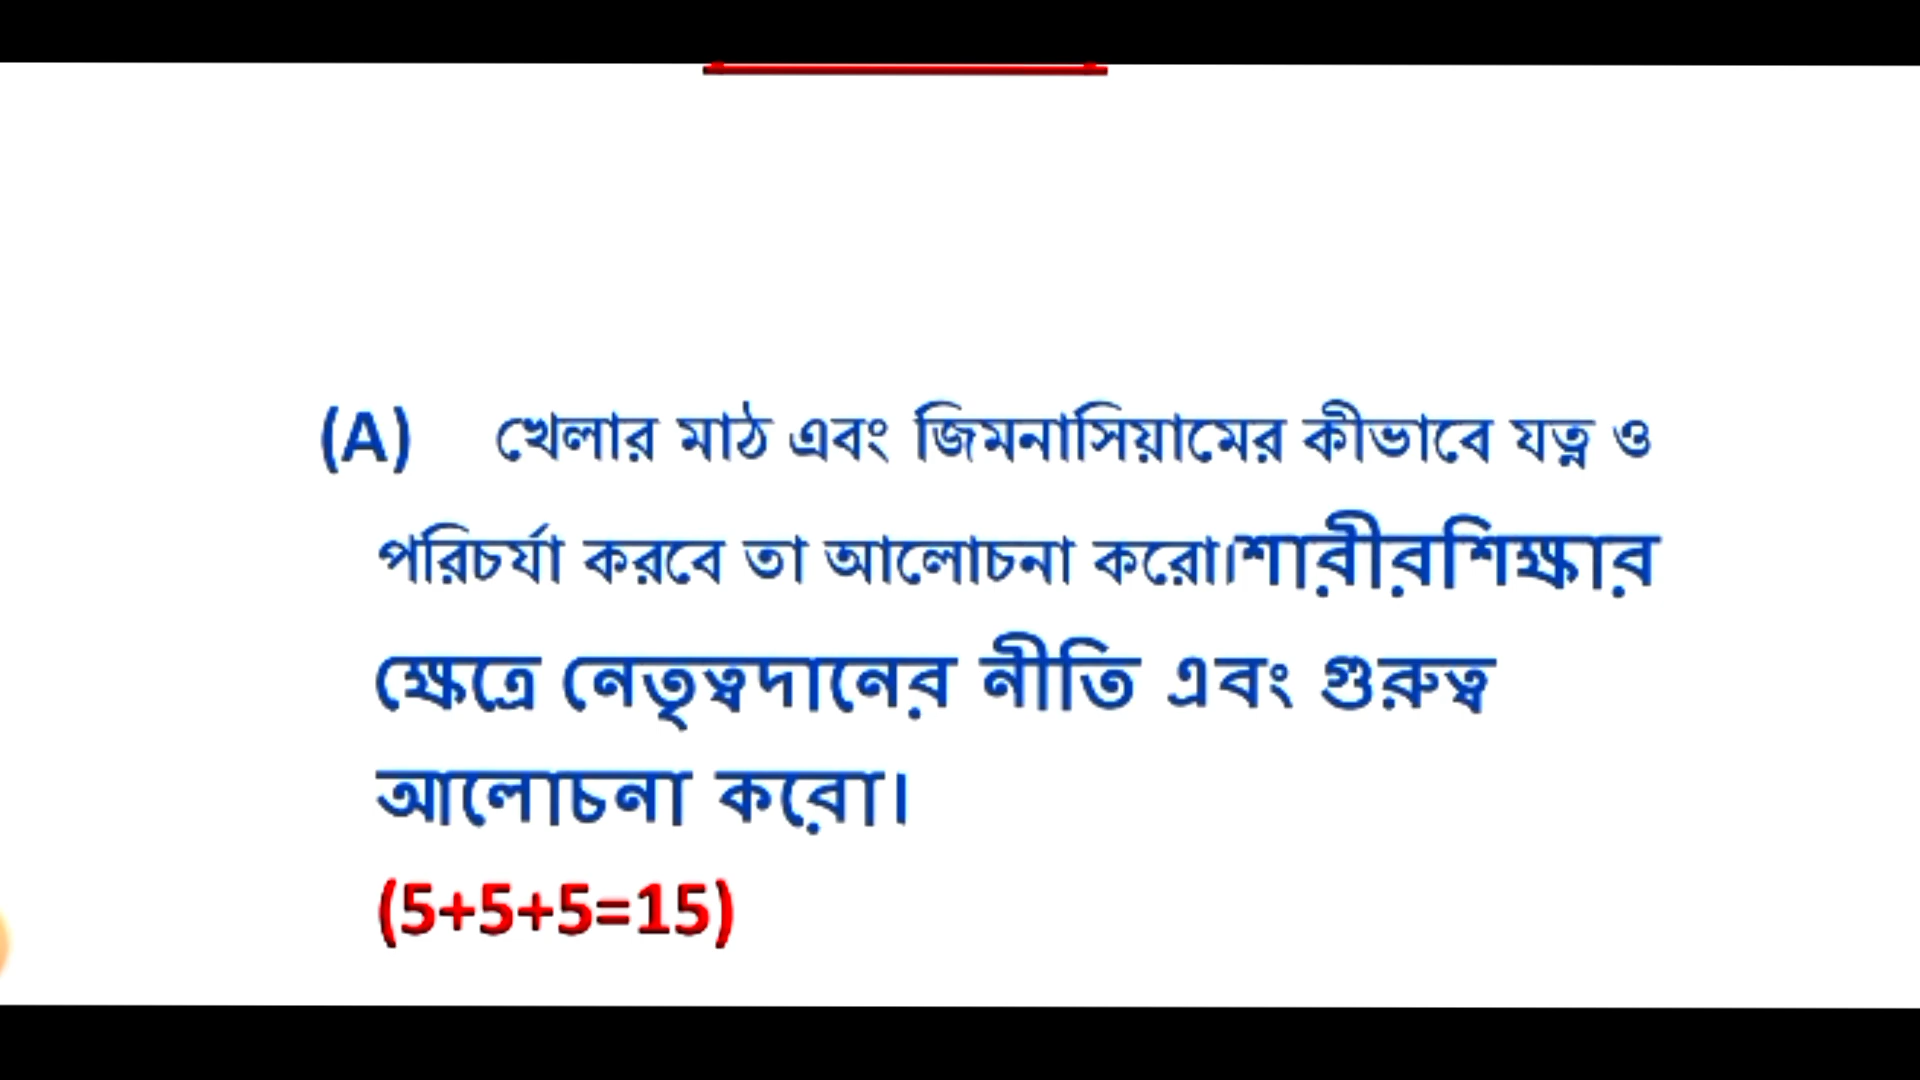 (A) খেলার মাঠ এবং জিমনাসিয়ামের কীভাবে যত্ন ও
পরিচর্যা করবে তা আলোচনা করো।শারীরশিক্ষার
ক্ষেত্রে নেতৃত্বদানের নীতি এবং গুরুত্ব
আলোচনা করো।
(5+5+5=15)